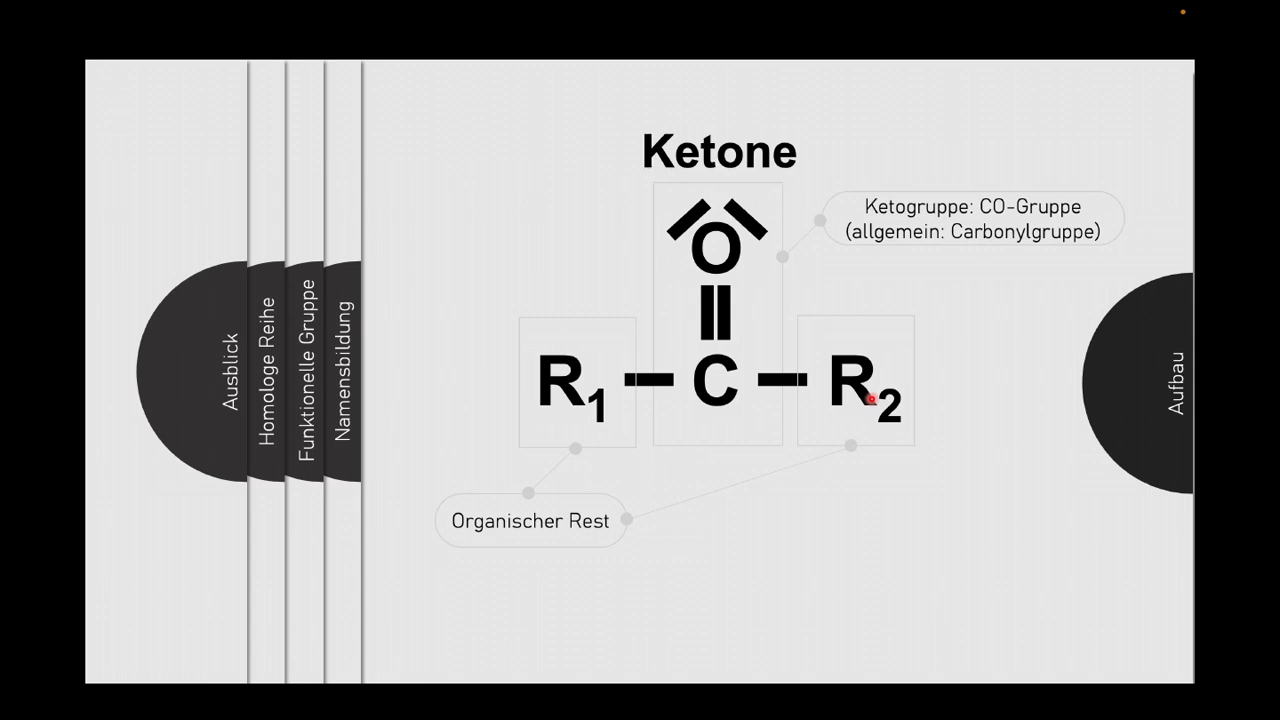 Ketone
Ketogruppe: CO-Gruppe
(allgemein: Carbonylgruppe)
O
R1 C R2
Organischer Rest
Ausblick
Homologe Reihe
Funktionelle Gruppe
Namensbildung
Aufbau